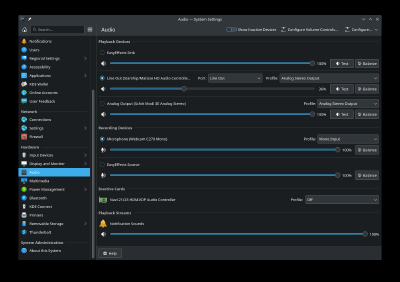 Audio — System Settings
Search...
Audio
Show Inactive Devices
Configure Volume Controls...
Configure...
Notifications
Users
Regional Settings
Accessibility
Applications
KDE Wallet
Online Accounts
User Feedback
Network
Connections
Settings
Firewall
Hardware
Input Devices
Display and Monitor
Audio
Multimedia
Power Management
Bluetooth
KDE Connect
Printers
Removable Storage
Thunderbolt
System Administration
About this System
Playback Devices
EasyEffects Sink
100%
Test
Balance
Line Out (Starship/Matisse HD Audio Controlle...
Port:
Line Out
Profile:
Analog Stereo Output
Test
Balance
Analog Output (Schiit Modi 3E Analog Stereo)
Profile:
Analog Stereo Output
100%
Test
Balance
Recording Devices
Microphone (Webcam C270 Mono)
Profile:
Mono Input
100%
Balance
EasyEffects Source
100%
Balance
Inactive Cards
Navi 21/23 HDMI/DP Audio Controller
Profile:
Off
Playback Streams
Notification Sounds
100%
Help